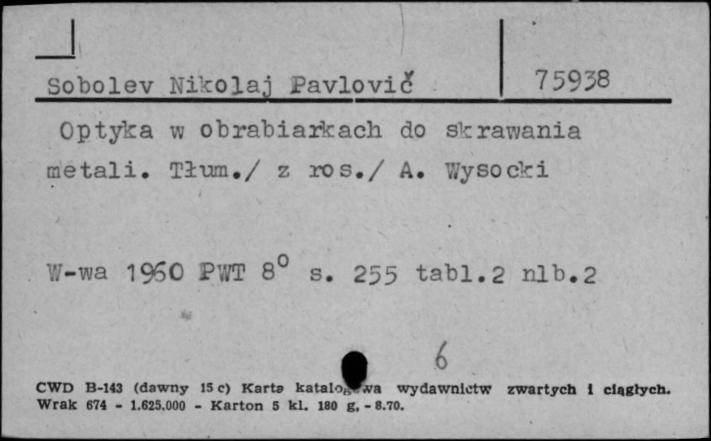 Sobolev Nikolaj Pavlovič 75938
Optyka w obrabiarkach do skrawania
metali. Tłum./ z ros./ A. Wysocki
W-wa 1960 PWT 8⁰ s. 255 tabl.2 nlb.2
6
CWD B-143 (dawny 15 c) Karta katalogowa wydawnictw zwartych i ciągłych.
Wrak 674 - 1.625.000 - Karton 5 kl. 180 g. - 8.70.